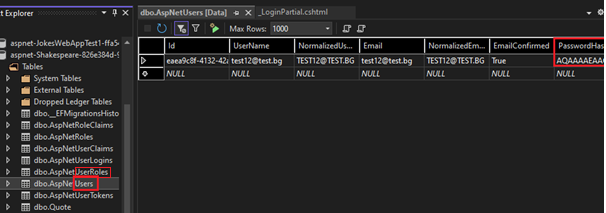 ct Explorer
dbo.AspNetUsers [Data]
_LoginPartial.cshtml
Max Rows: 1000
aspnet-JokesWebAppTest1-ffa5
aspnet-Shakespeare-826e384d-9
Tables
System Tables
External Tables
Dropped Ledger Tables
dbo.__EFMigrationsHisto
dbo.AspNetRoleClaims
dbo.AspNetRoles
dbo.AspNetUserClaims
dbo.AspNetUserLogins
dbo.AspNetUserRoles
dbo.AspNetUsers
dbo.AspNetUserTokens
dbo.Quote
Id UserName NormalizedUs... Email NormalizedEme... EmailConfirmed PasswordHas
eaea9c8f-4132-42a test12@test.bg TEST12@TEST.BG test12@test.bg TEST12@TEST.BG True AQAAAAEAAC
NULL NULL NULL NULL NULL NULL NULL